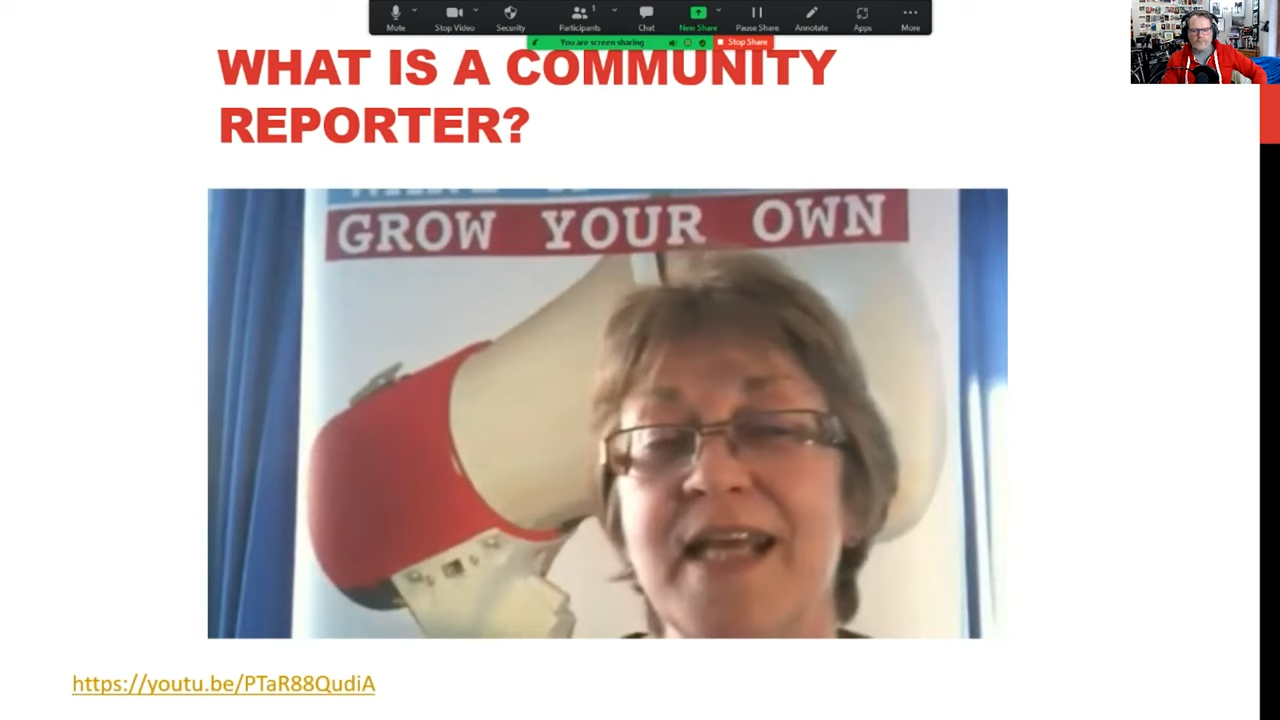 1
Mute
Stop Video
Security
Participants
Chat
New Share
Pause Share
Annotate
Apps
More
You are screen sharing
Stop Share
WHAT IS A COMMUNITY
REPORTER?
GROW YOUR OWN
https://youtu.be/PTaR88QudiA